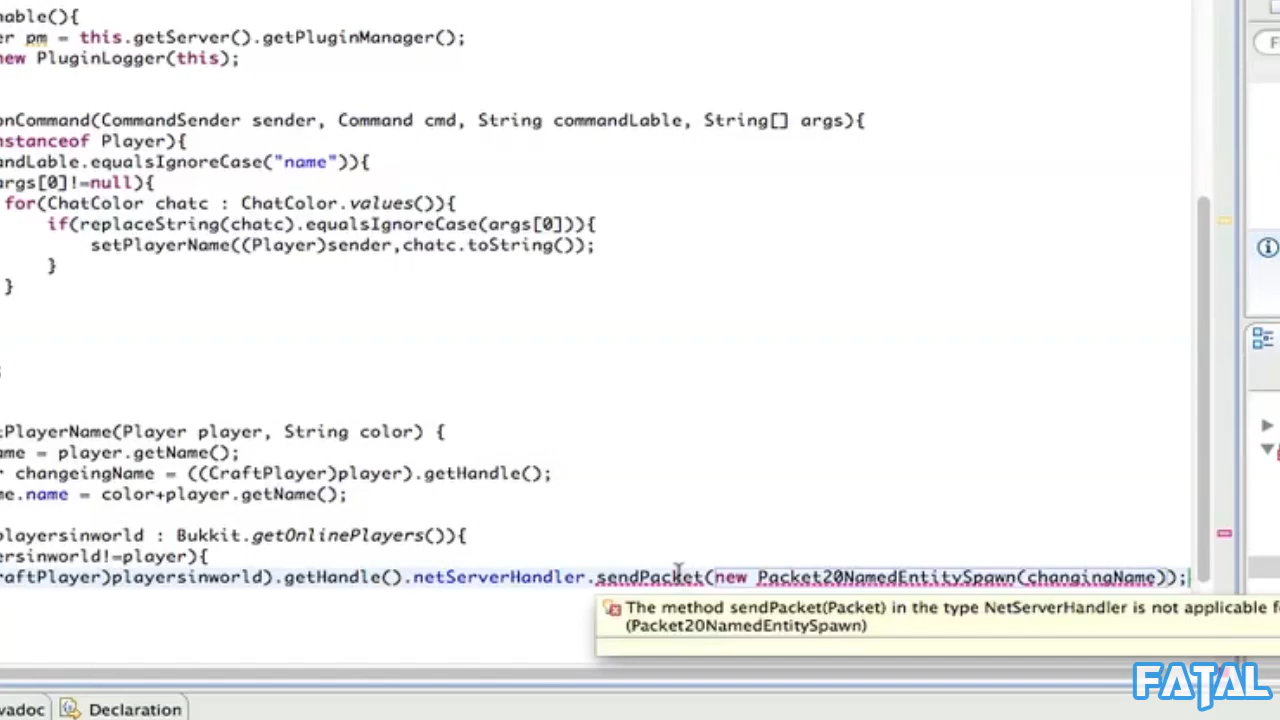 nable(){
er pm = this.getServer().getPluginManager();
new PluginLogger(this);
onCommand(CommandSender sender, Command cmd, String commandLable, String[] args){
nstanceof Player){
andLable.equalsIgnoreCase("name")){
args[0]!=null){
for(ChatColor chatc : ChatColor.values()){
if(replaceString(chatc).equalsIgnoreCase(args[0])){
setPlayerName((Player)sender,chatc.toString());
}
}
tPlayerName(Player player, String color) {
ame = player.getName();
r changeingName = ((CraftPlayer)player).getHandle();
me.name = color+player.getName();
playersinworld : Bukkit.getOnlinePlayers()){
ersinworld!=player){
raftPlayer)playersinworld).getHandle().netServerHandler.sendPacket(new Packet20NamedEntitySpawn(changingName));
The method sendPacket(Packet) in the type NetServerHandler is not applicable f
(Packet20NamedEntitySpawn)
FATAL
vadoc Declaration